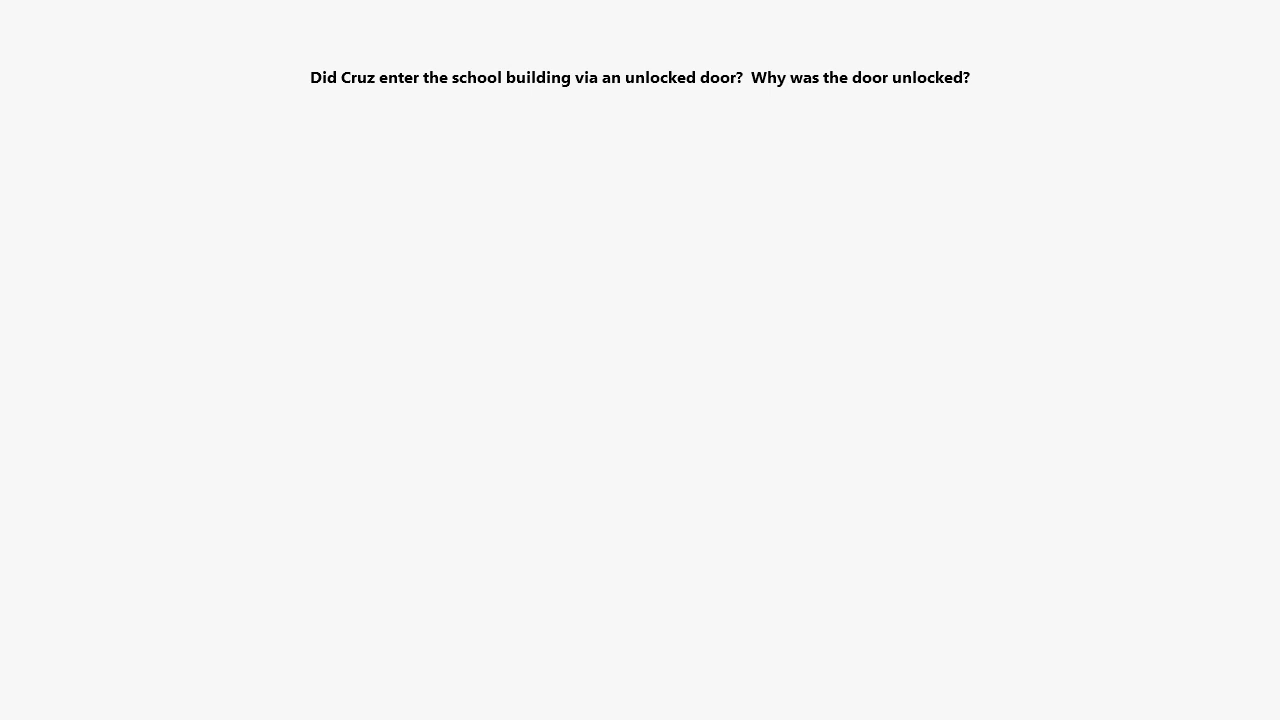 Did Cruz enter the school building via an unlocked door?  Why was the door unlocked?